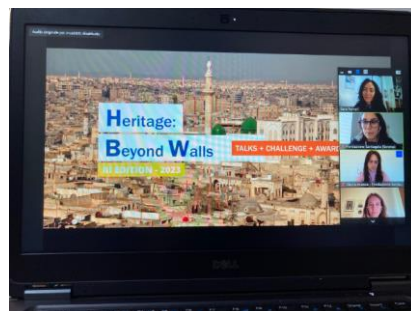 Heritage:
Beyond Walls
TALKS + CHALLENGE + AWARD
III EDITION - 2023
DELL